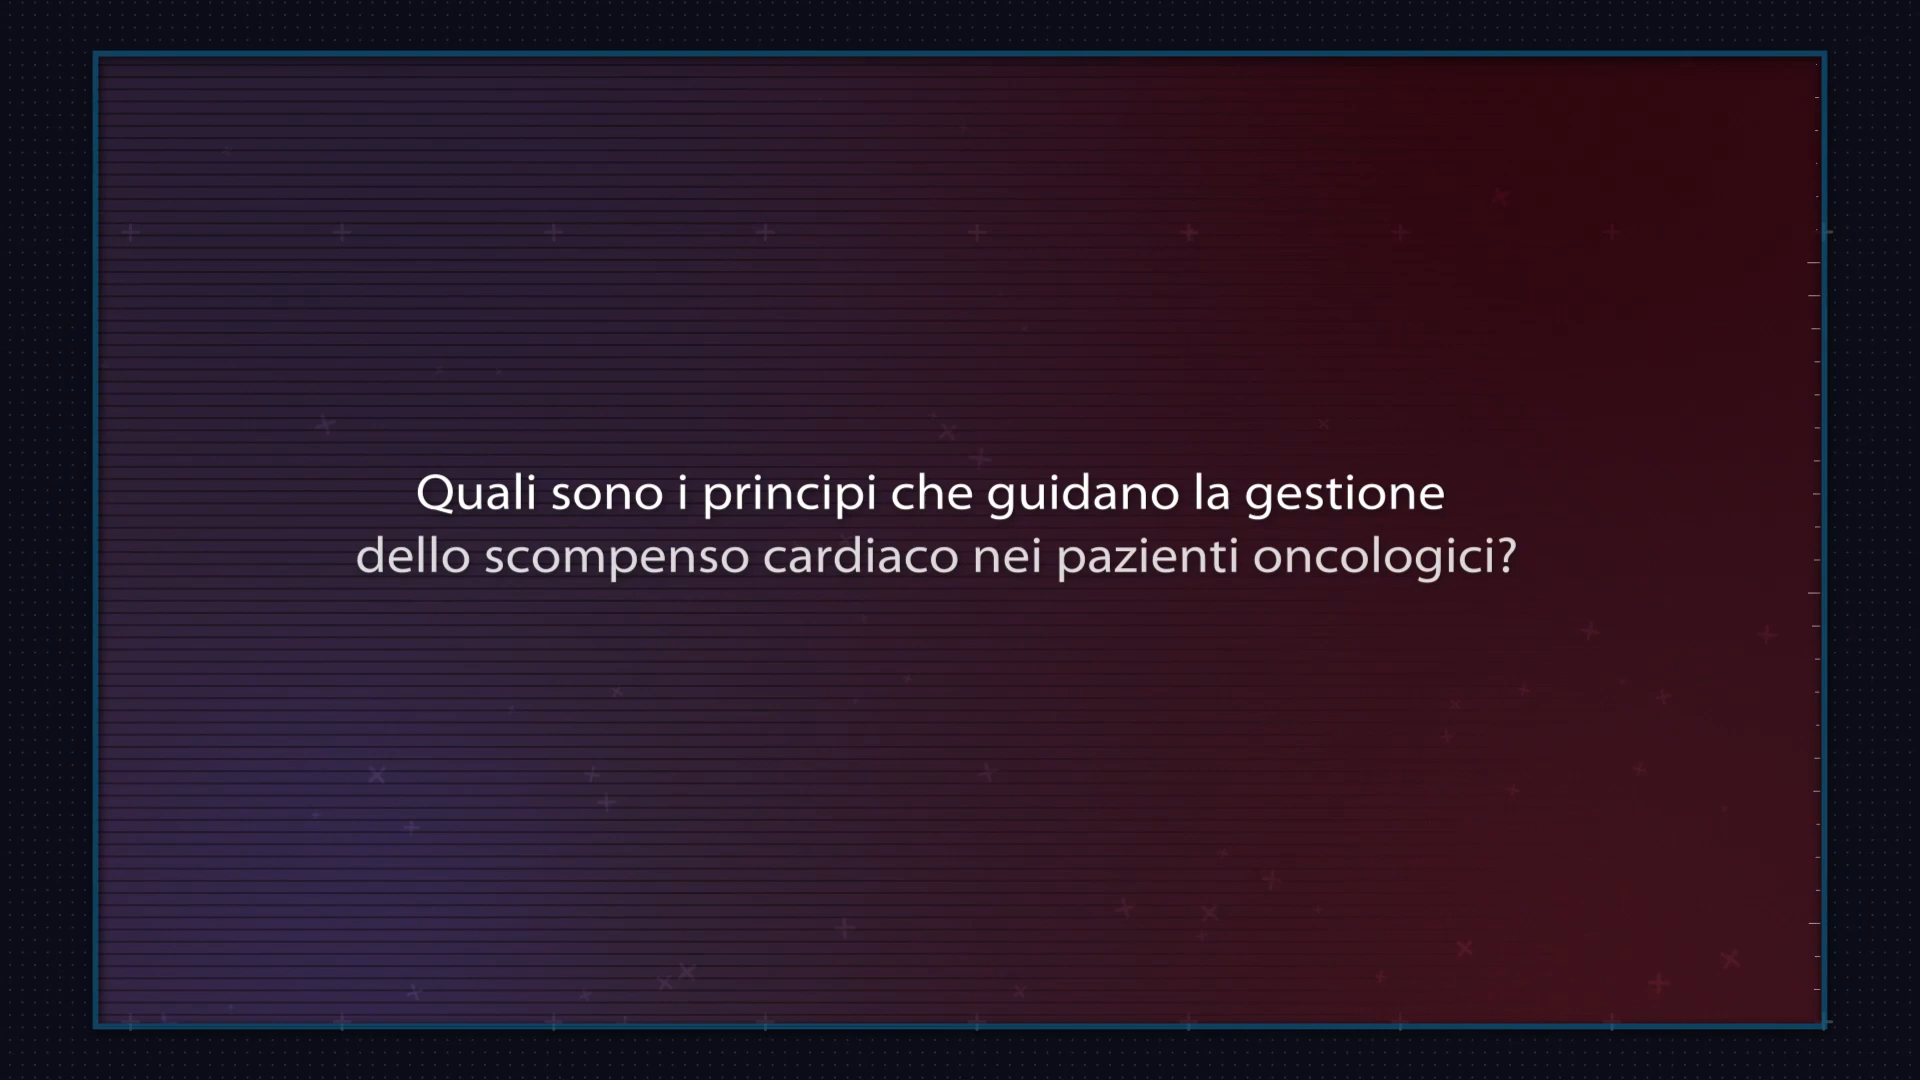 Quali sono i principi che guidano la gestione
dello scompenso cardiaco nei pazienti oncologici?